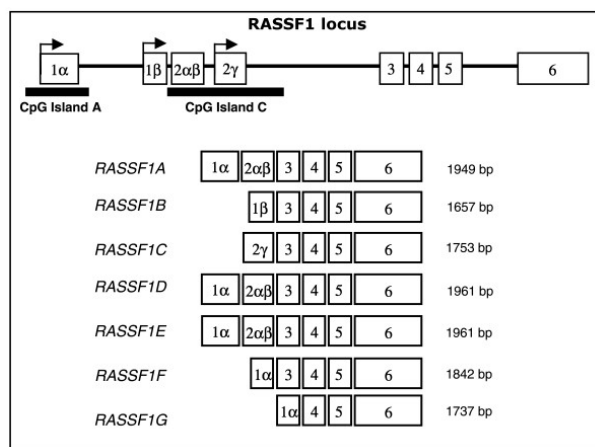 RASSF1 locus
1α 1β 2αβ 2γ 3 4 5 6
CpG Island A CpG Island C
RASSF1A 1α 2αβ 3 4 5 6 1949 bp
RASSF1B 1β 3 4 5 6 1657 bp
RASSF1C 2γ 3 4 5 6 1753 bp
RASSF1D 1α 2αβ 3 4 5 6 1961 bp
RASSF1E 1α 2αβ 3 4 5 6 1961 bp
RASSF1F 1α 3 4 5 6 1842 bp
RASSF1G 1α 4 5 6 1737 bp